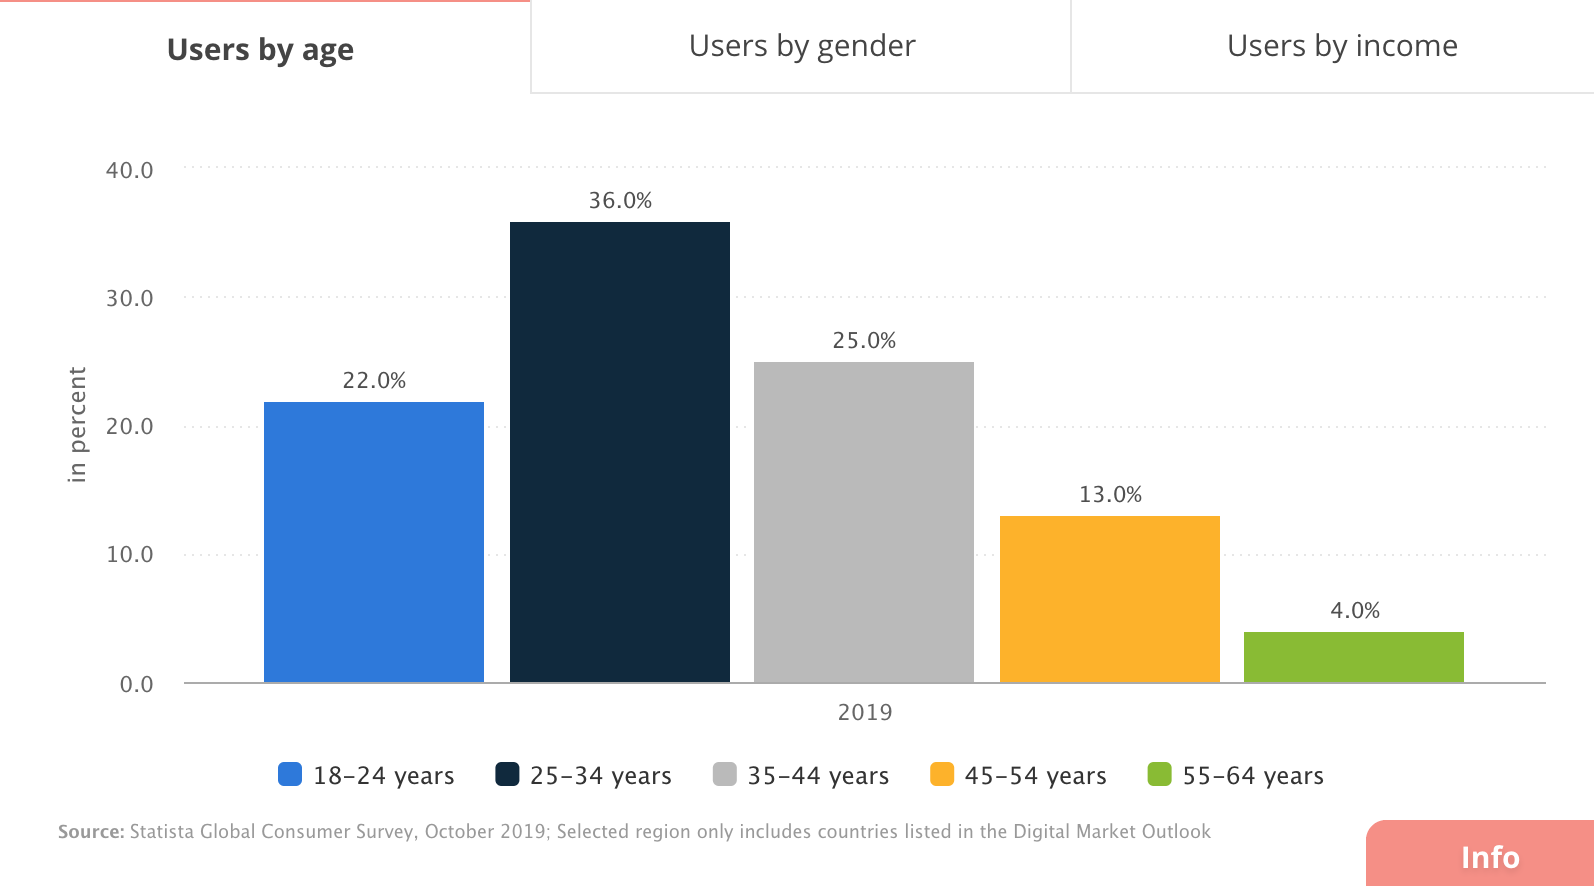 Users by age
Users by gender
Users by income
40.0
30.0
20.0
10.0
0.0
in percent
22.0%
36.0%
25.0%
13.0%
4.0%
2019
18–24 years
25–34 years
35–44 years
45–54 years
55–64 years
Source: Statista Global Consumer Survey, October 2019; Selected region only includes countries listed in the Digital Market Outlook
Info